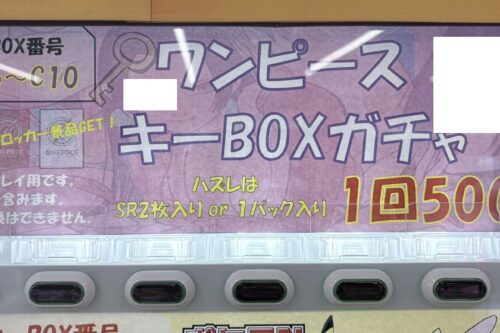 BOX番号
～C10
ワンピース
キーBOXガチャ
ロッカー景品GET！
レイ用です。
含みます。
はできません。
ハズレは
SR2枚入り or 1パック入り
1回500
BOX番号